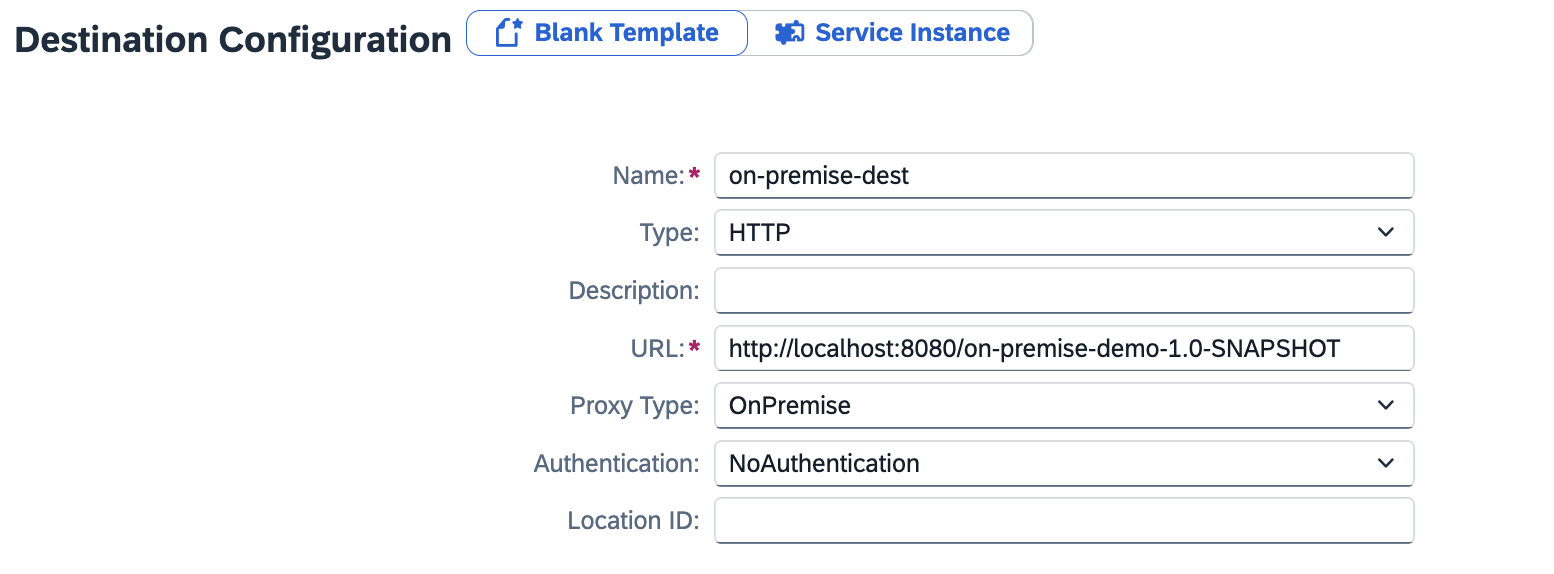 Destination Configuration Blank Template Service Instance
Name:* on-premise-dest
Type: HTTP
Description:
URL:* http://localhost:8080/on-premise-demo-1.0-SNAPSHOT
Proxy Type: OnPremise
Authentication: NoAuthentication
Location ID: